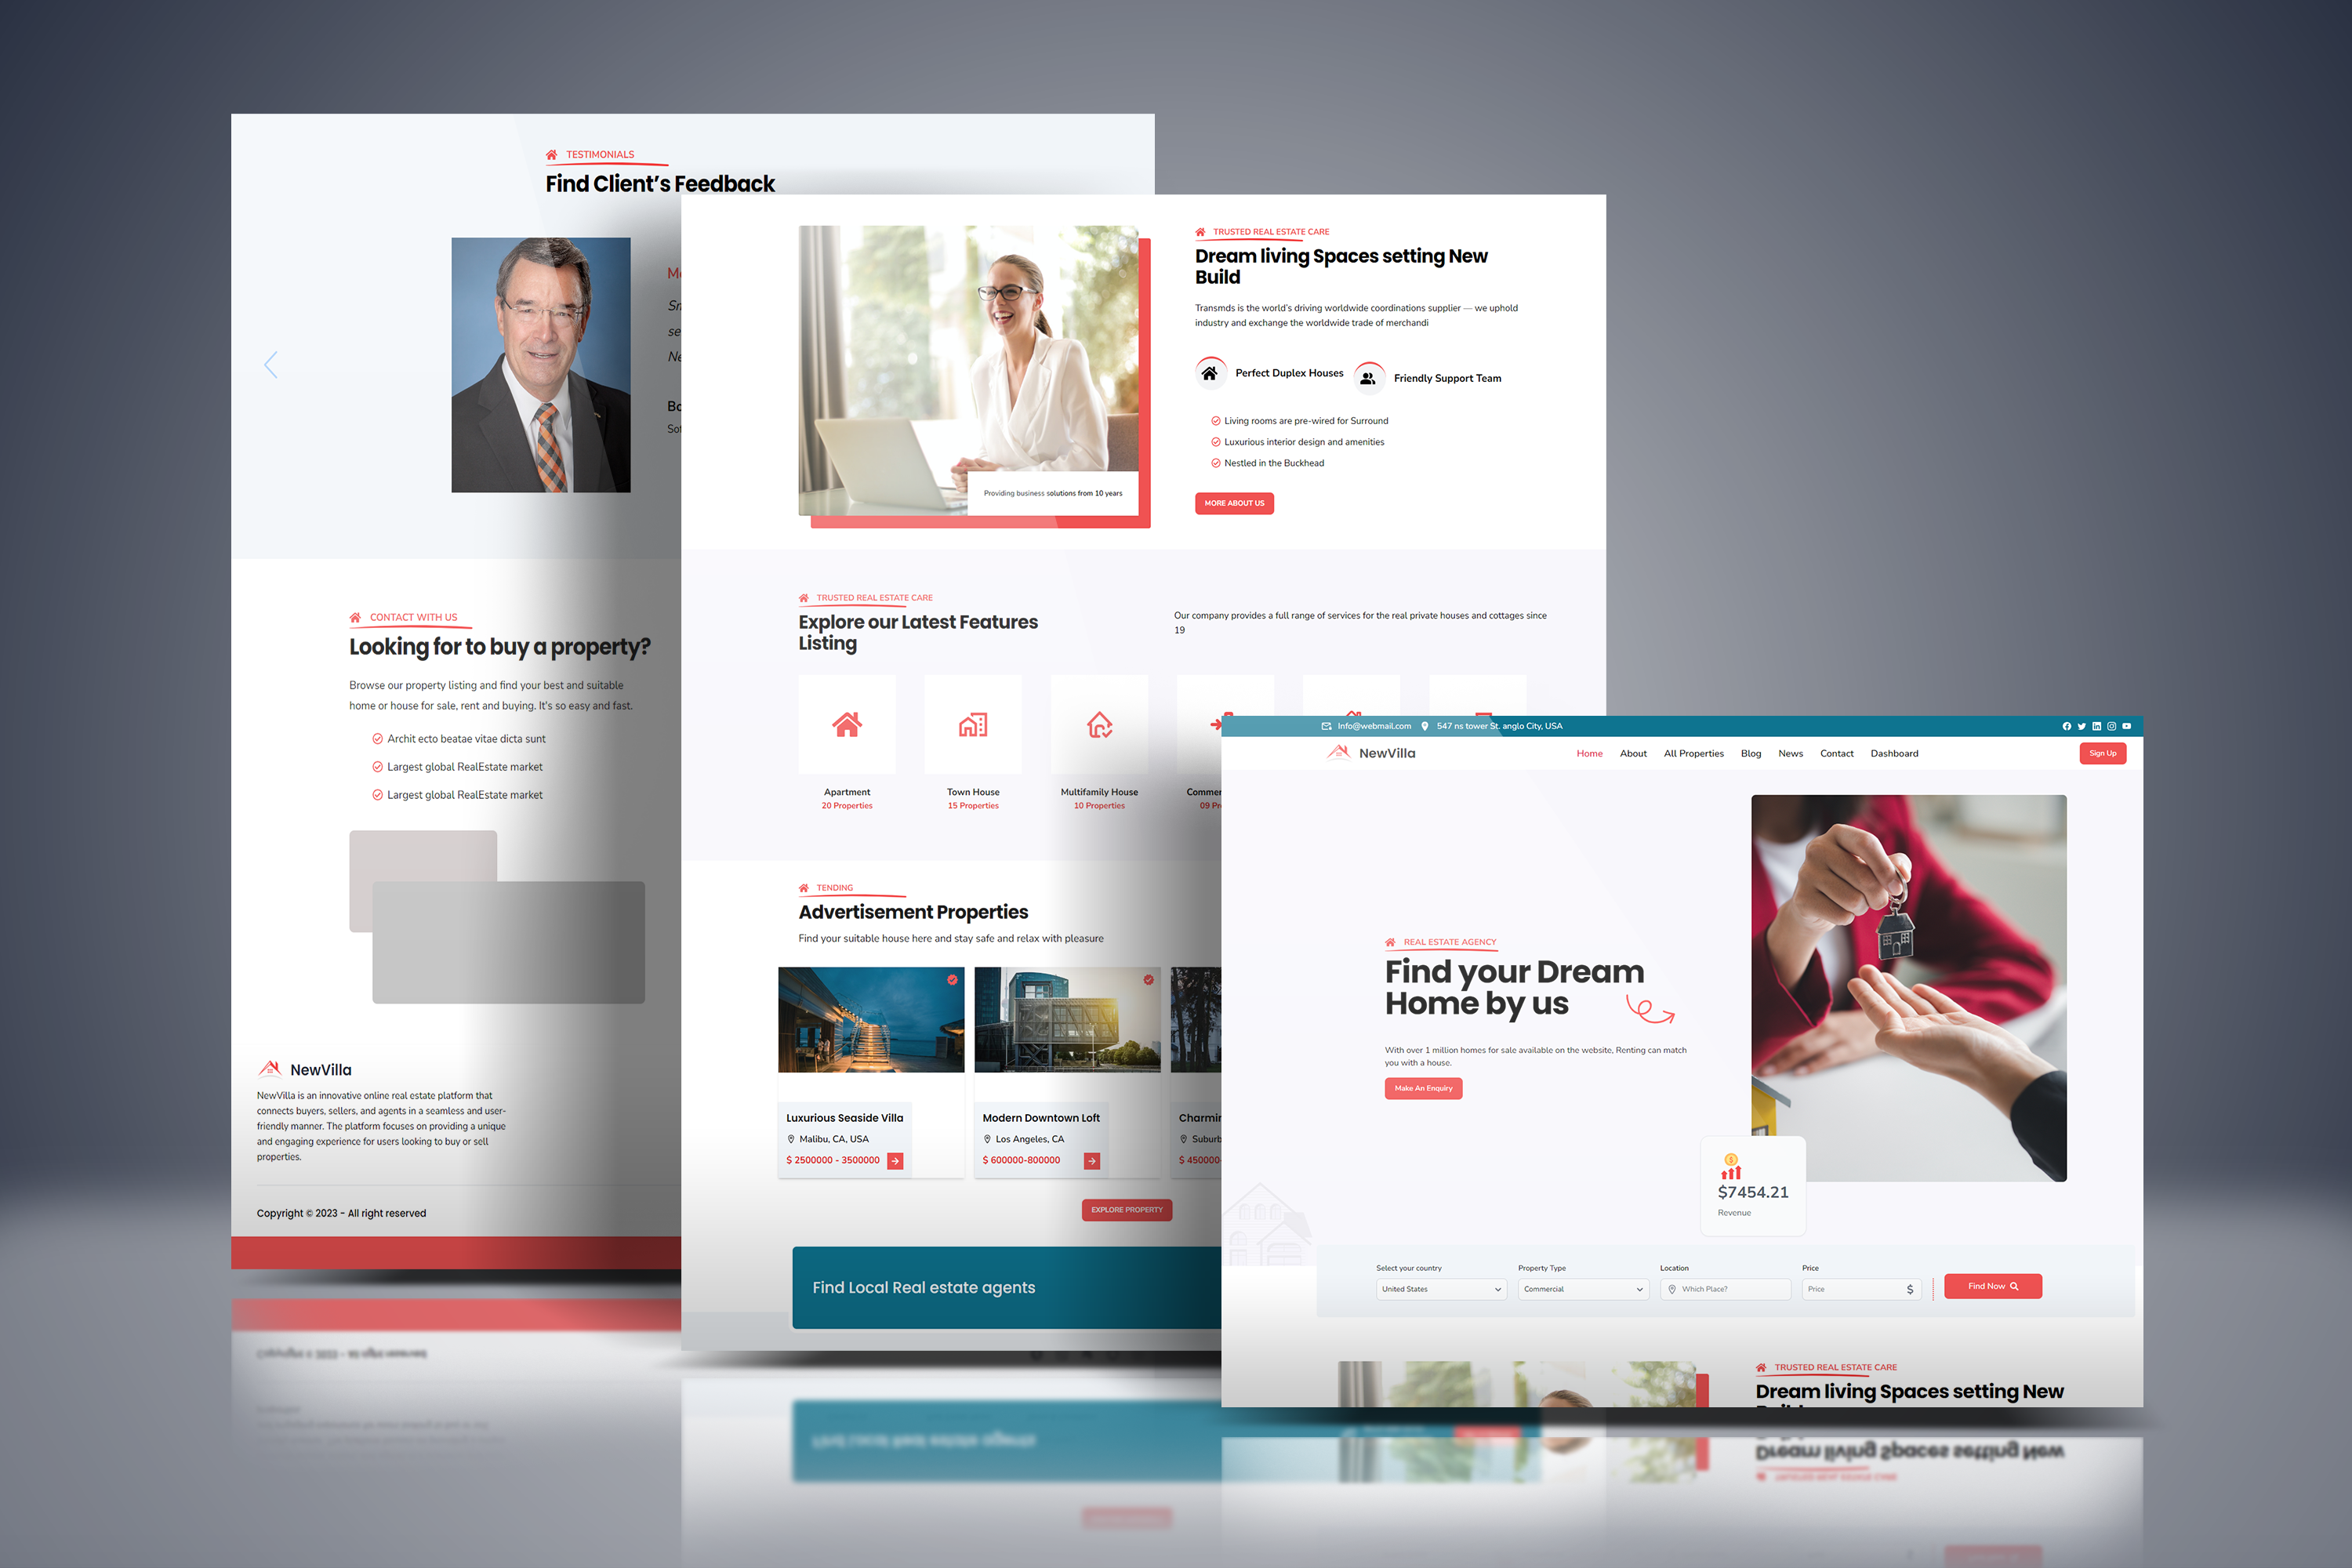 TESTIMONIALS
Find Client's Feedback
CONTACT WITH US
Looking for to buy a property?
Browse our property listing and find your best and suitable
home or house for sale, rent and buying. It's so easy and fast.
Archit ecto beatae vitae dicta sunt
Largest global RealEstate market
Largest global RealEstate market
NewVilla
NewVilla is an innovative online real estate platform that
connects buyers, sellers, and agents in a seamless and user-
friendly manner. The platform focuses on providing a unique
and engaging experience for users looking to buy or sell
properties.
Copyright © 2023 - All right reserved
Providing business solutions from 10 years
TRUSTED REAL ESTATE CARE
Dream living Spaces setting New
Build
Transmds is the world's driving worldwide coordinations supplier — we uphold
industry and exchange the worldwide trade of merchandi
Perfect Duplex Houses
Friendly Support Team
Living rooms are pre-wired for Surround
Luxurious interior design and amenities
Nestled in the Buckhead
MORE ABOUT US
TRUSTED REAL ESTATE CARE
Explore our Latest Features
Listing
Our company provides a full range of services for the real private houses and cottages since
19
Apartment
20 Properties
Town House
15 Properties
Multifamily House
10 Properties
09
TENDING
Advertisement Properties
Find your suitable house here and stay safe and relax with pleasure
Luxurious Seaside Villa
Malibu, CA, USA
$ 2500000 - 3500000
Modern Downtown Loft
Los Angeles, CA
$ 600000-800000
$ 450000-
EXPLORE PROPERTY
Find Local Real estate agents
Info@webmail.com 547 ns tower St. anglo City, USA
NewVilla
Home About All Properties Blog News Contact Dashboard
Sign Up
REAL ESTATE AGENCY
Find your Dream
Home by us
With over 1 million homes for sale available on the website, Renting can match
you with a house.
Make An Enquiry
$7454.21
Revenue
Select your country Property Type Location Price
United States Commercial Which Place? Price $ Find Now
TRUSTED REAL ESTATE CARE
Dream living Spaces setting New